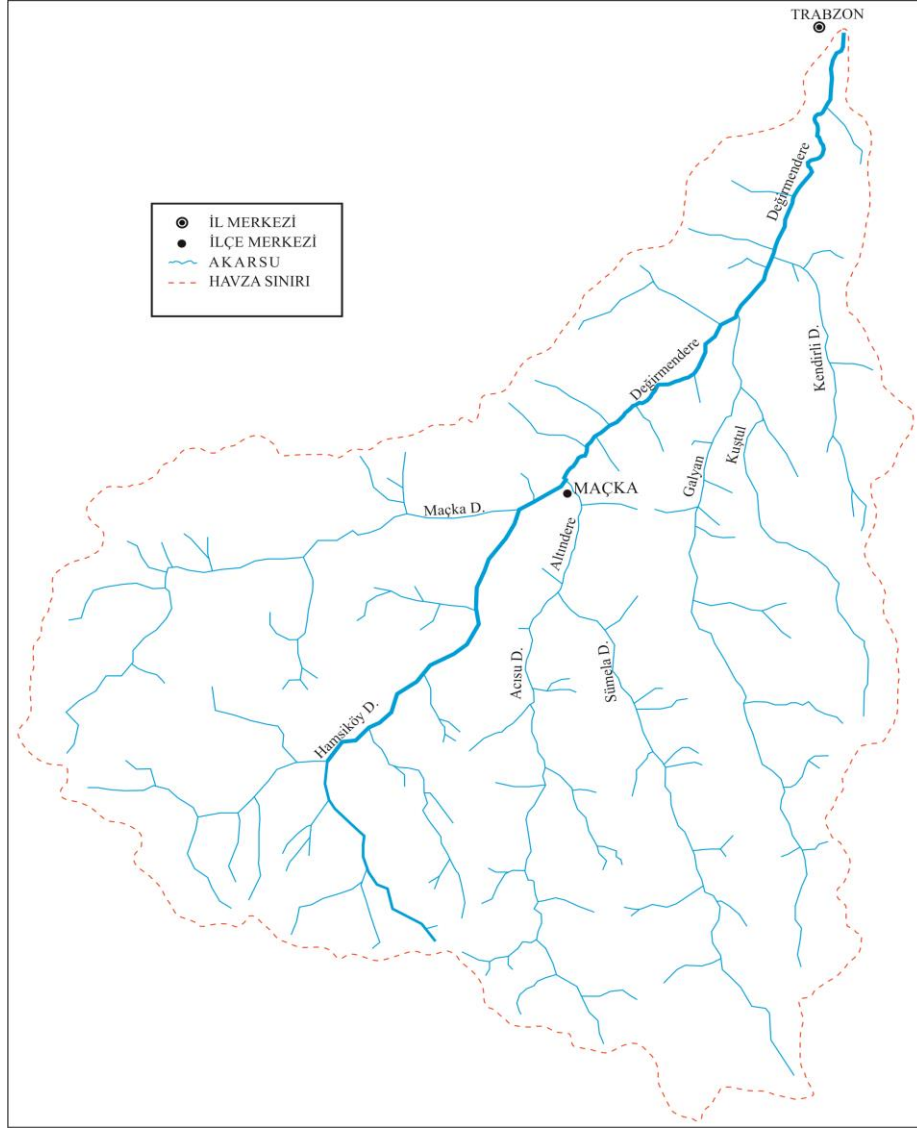 TRABZON
Değirmendere
İL MERKEZİ
İLÇE MERKEZİ
AKARSU
HAVZA SINIRI
Kendirli D.
Değirmendere
Kuştul
Galyan
MAÇKA
Maçka D.
Altındere
Acısu D.
Sümela D.
Hamsiköy D.